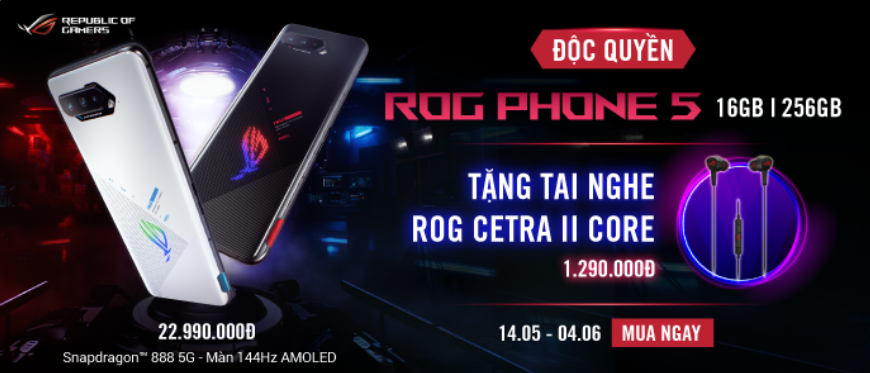 REPUBLIC OF
GAMERS
ĐỘC QUYỀN
ROG PHONE 5 16GB | 256GB
TẶNG TAI NGHE
ROG CETRA II CORE
1.290.000Đ
22.990.000Đ
Snapdragon™ 888 5G - Màn 144Hz AMOLED
14.05 - 04.06 MUA NGAY